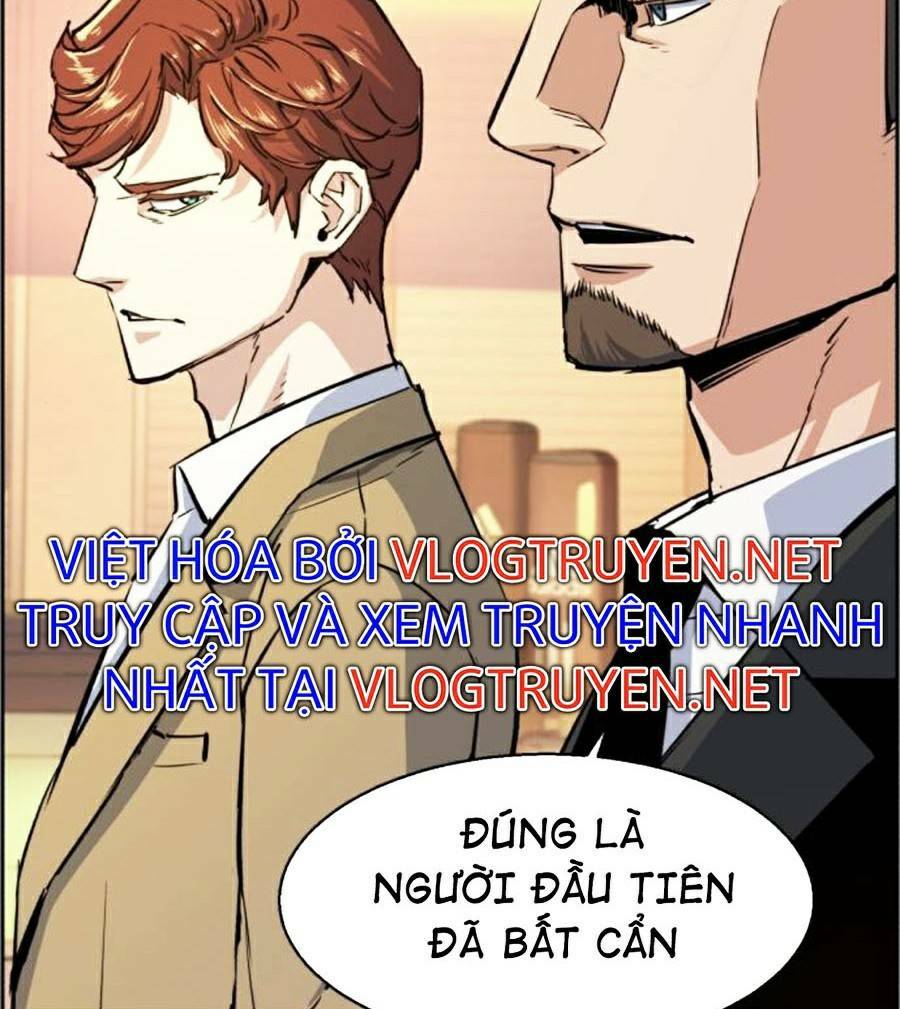 VIỆT HÓA BỞI VLOGTRUYEN.NET
TRUY CẬP VÀ XEM TRUYỆN NHANH
NHẤT TẠI VLOGTRUYEN.NET
ĐÚNG LÀ
NGƯỜI ĐẦU TIÊN
ĐÃ BẤT CẨN